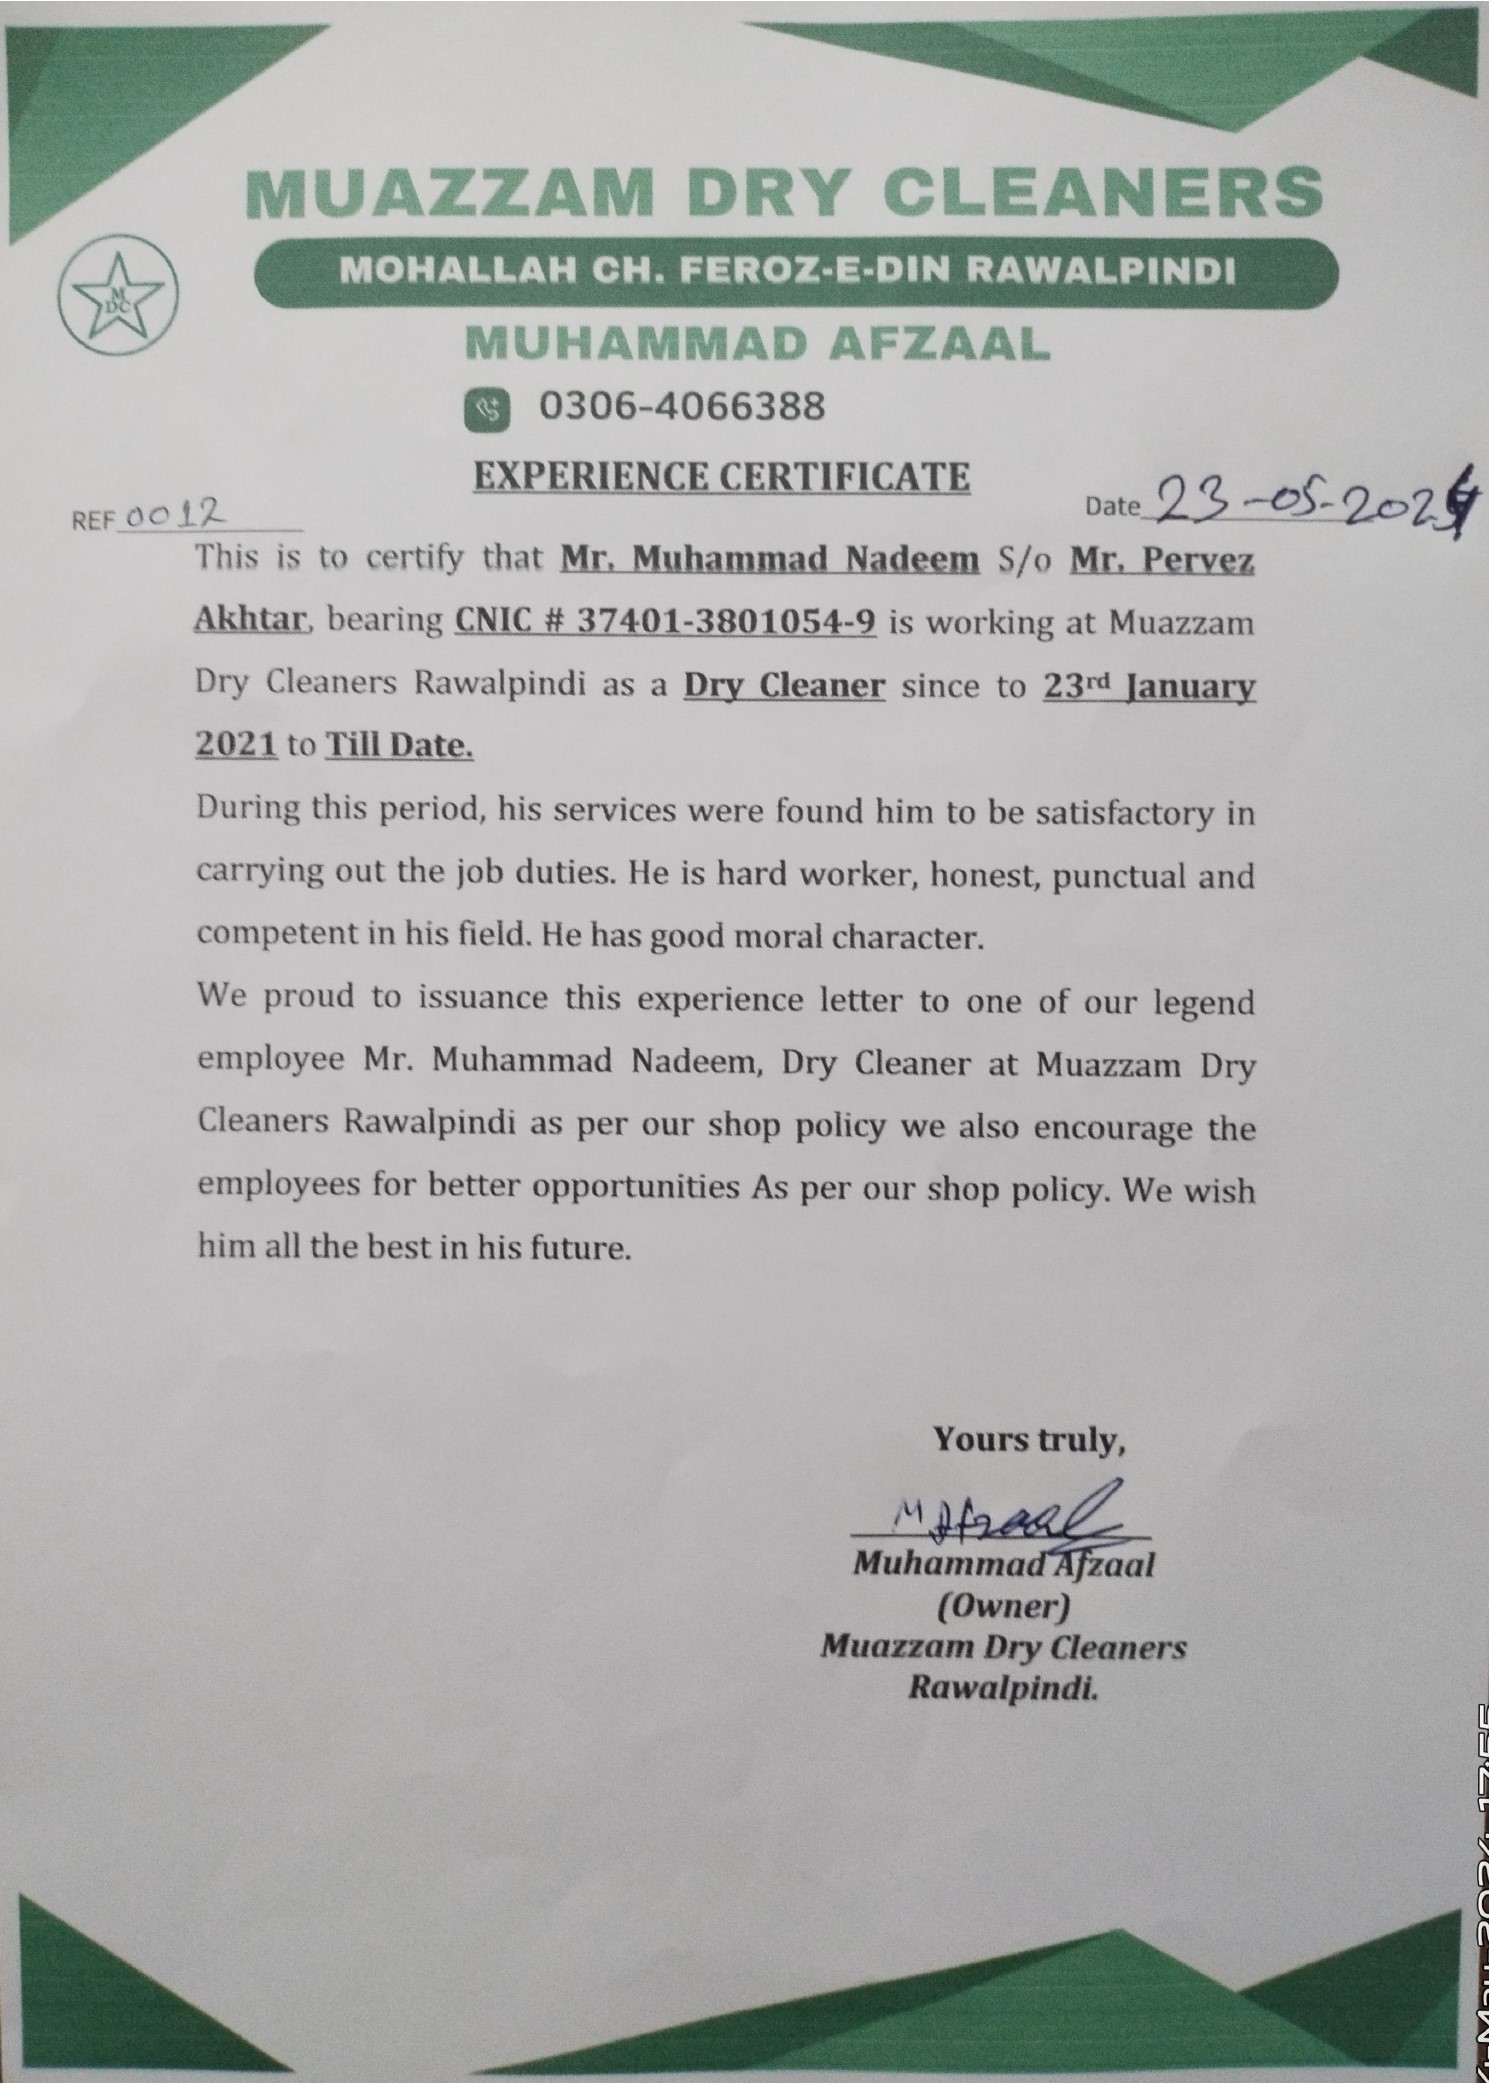 MUAZZAM DRY CLEANERS
MOHALLAH CH. FEROZ-E-DIN RAWALPINDI
M
DC
MUHAMMAD AFZAAL
0306-4066388
EXPERIENCE CERTIFICATE
REF 0012
Date 23-05-2024
This is to certify that Mr. Muhammad Nadeem S/o Mr. Pervez
Akhtar, bearing CNIC # 37401-3801054-9 is working at Muazzam
Dry Cleaners Rawalpindi as a Dry Cleaner since to 23rd January
2021 to Till Date.
During this period, his services were found him to be satisfactory in
carrying out the job duties. He is hard worker, honest, punctual and
competent in his field. He has good moral character.
We proud to issuance this experience letter to one of our legend
employee Mr. Muhammad Nadeem, Dry Cleaner at Muazzam Dry
Cleaners Rawalpindi as per our shop policy we also encourage the
employees for better opportunities As per our shop policy. We wish
him all the best in his future.
Yours truly,
M Afzaal
Muhammad Afzaal
(Owner)
Muazzam Dry Cleaners
Rawalpindi.